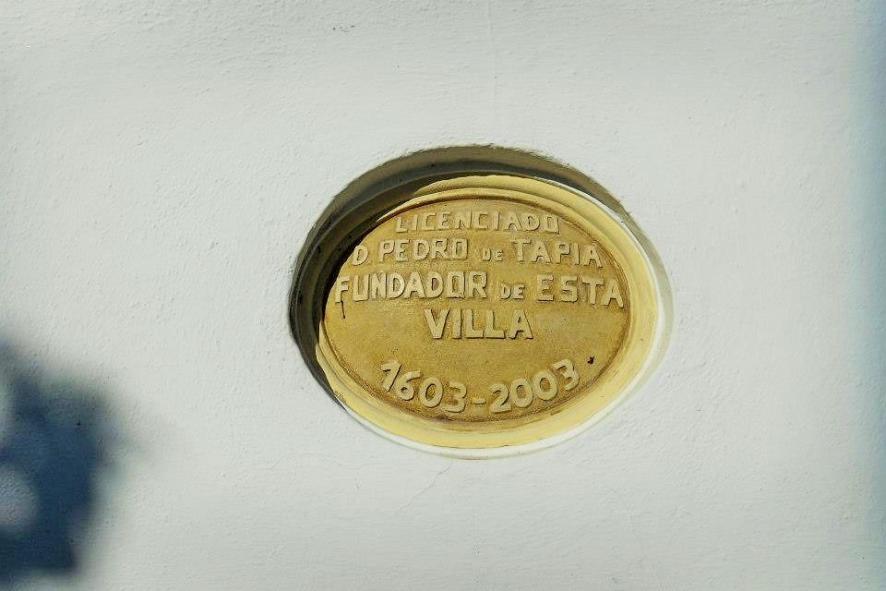 LICENCIADO
D. PEDRO DE TAPIA
FUNDADOR DE ESTA
VILLA
1603-2003